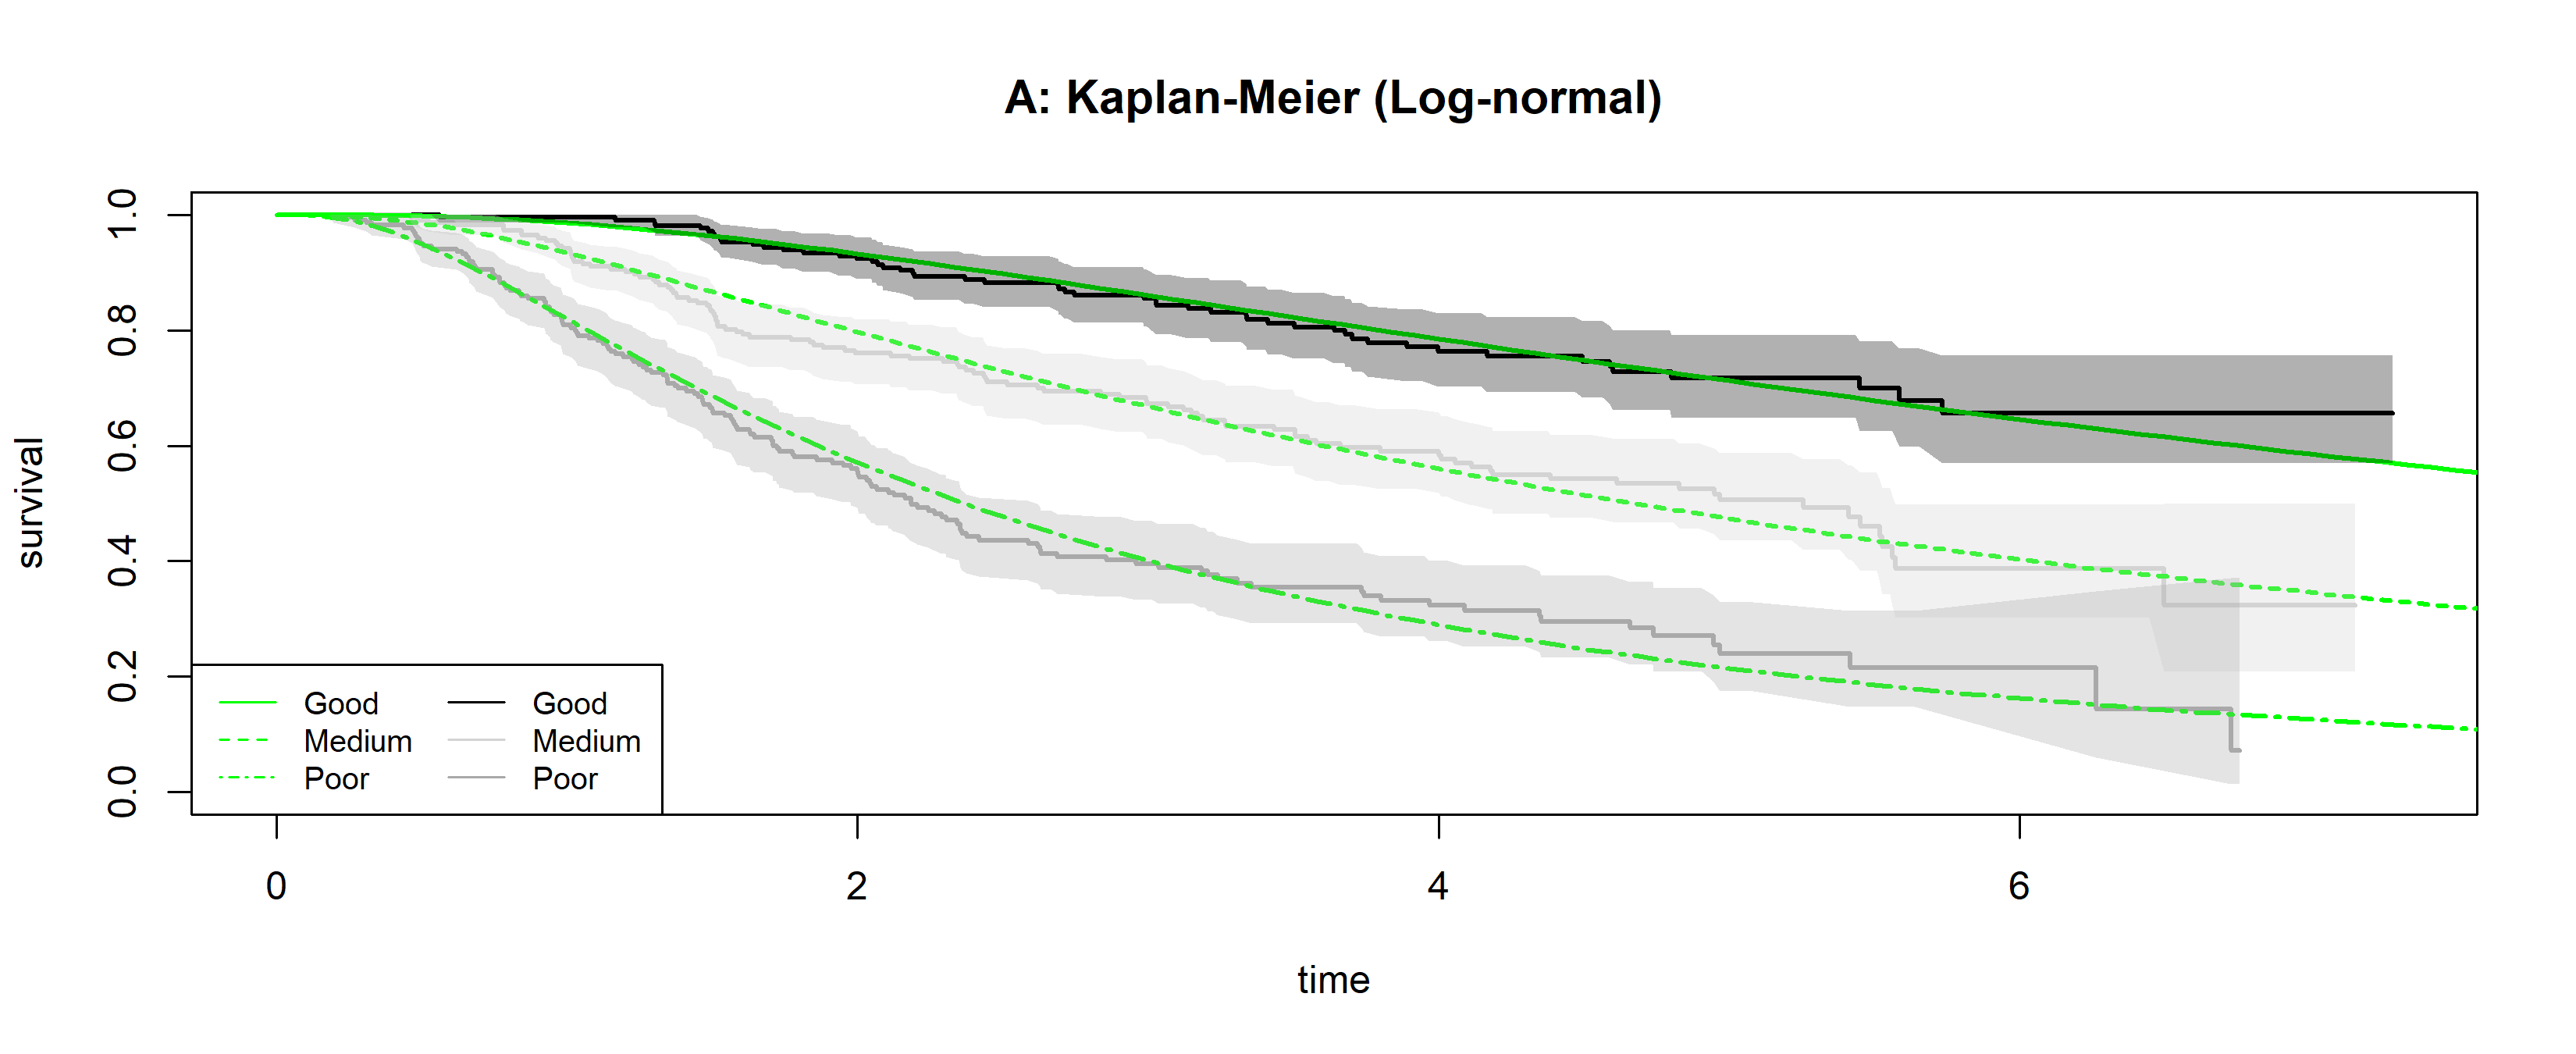 A: Kaplan-Meier (Log-normal)
survival
1.0
0.8
0.6
0.4
0.2
0.0
Good Good
Medium Medium
Poor Poor
0 2 4 6
time